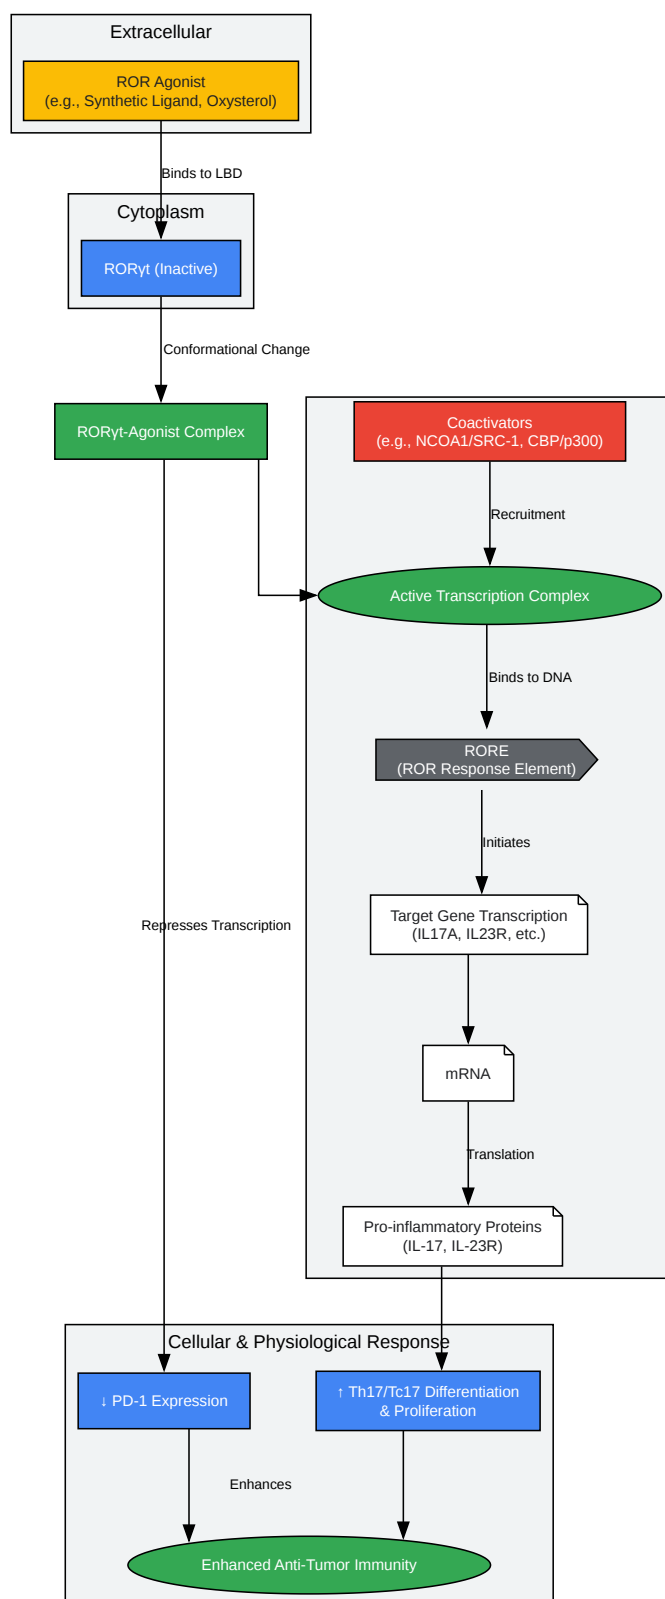 Extracellular
ROR Agonist
(e.g., Synthetic Ligand, Oxysterol)
Binds to LBD
Cytoplasm
RORγt (Inactive)
Conformational Change
RORγt-Agonist Complex
Coactivators
(e.g., NCOA1/SRC-1, CBP/p300)
Recruitment
Active Transcription Complex
Binds to DNA
RORE
(ROR Response Element)
Initiates
Target Gene Transcription
(IL17A, IL23R, etc.)
Represses Transcription
mRNA
Translation
Pro-inflammatory Proteins
(IL-17, IL-23R)
Cellular & Physiological Response
↓ PD-1 Expression
↑ Th17/Tc17 Differentiation
& Proliferation
Enhances
Enhanced Anti-Tumor Immunity